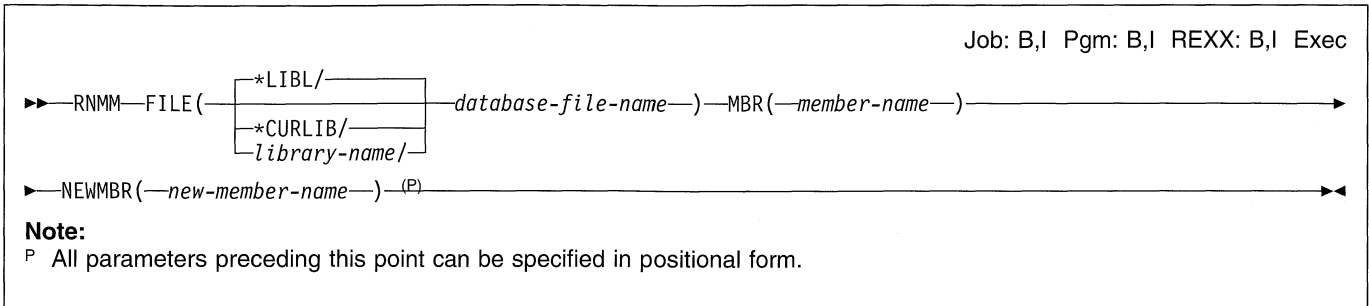 Job: B,I Pgm: B,I REXX: B,I Exec
*LIBL/
RNMM FILE( database-file-name ) MBR( member-name )
*CURLIB/
library-name/
NEWMBR( new-member-name ) (P)
Note:
P All parameters preceding this point can be specified in positional form.